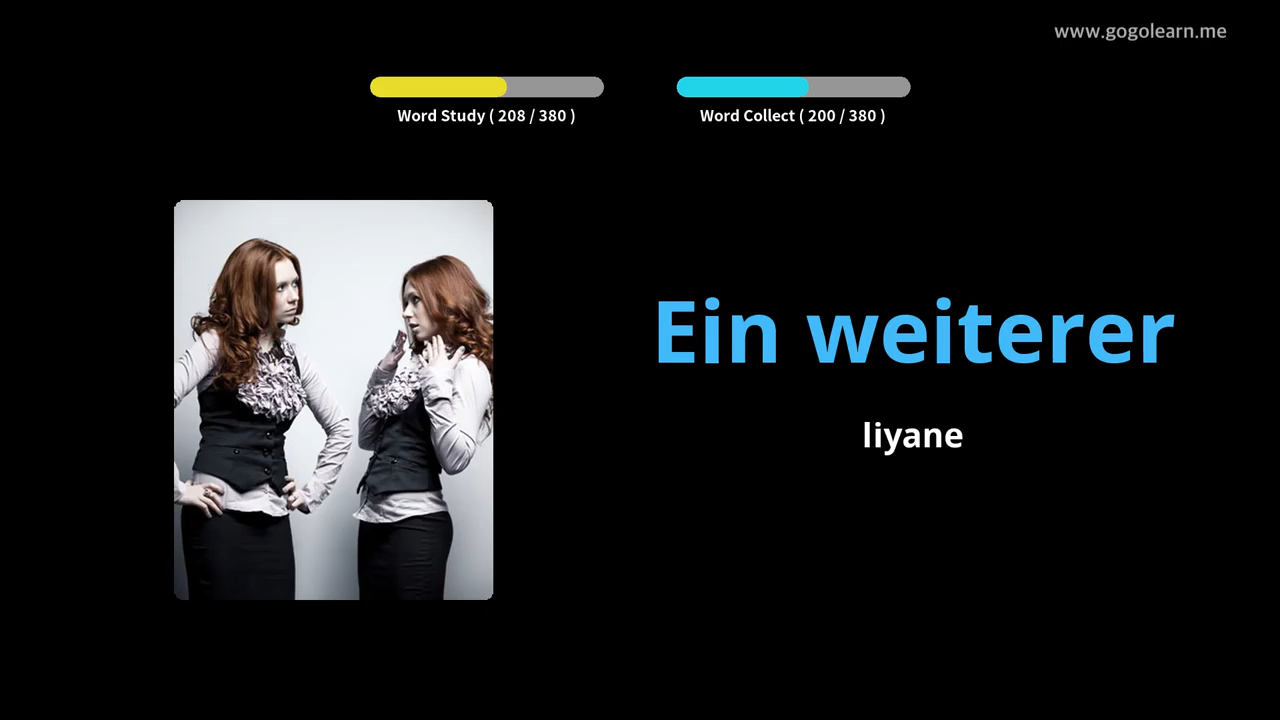 www.gogolearn.me
Word Study ( 208 / 380 )
Word Collect ( 200 / 380 )
Ein weiterer
liyane